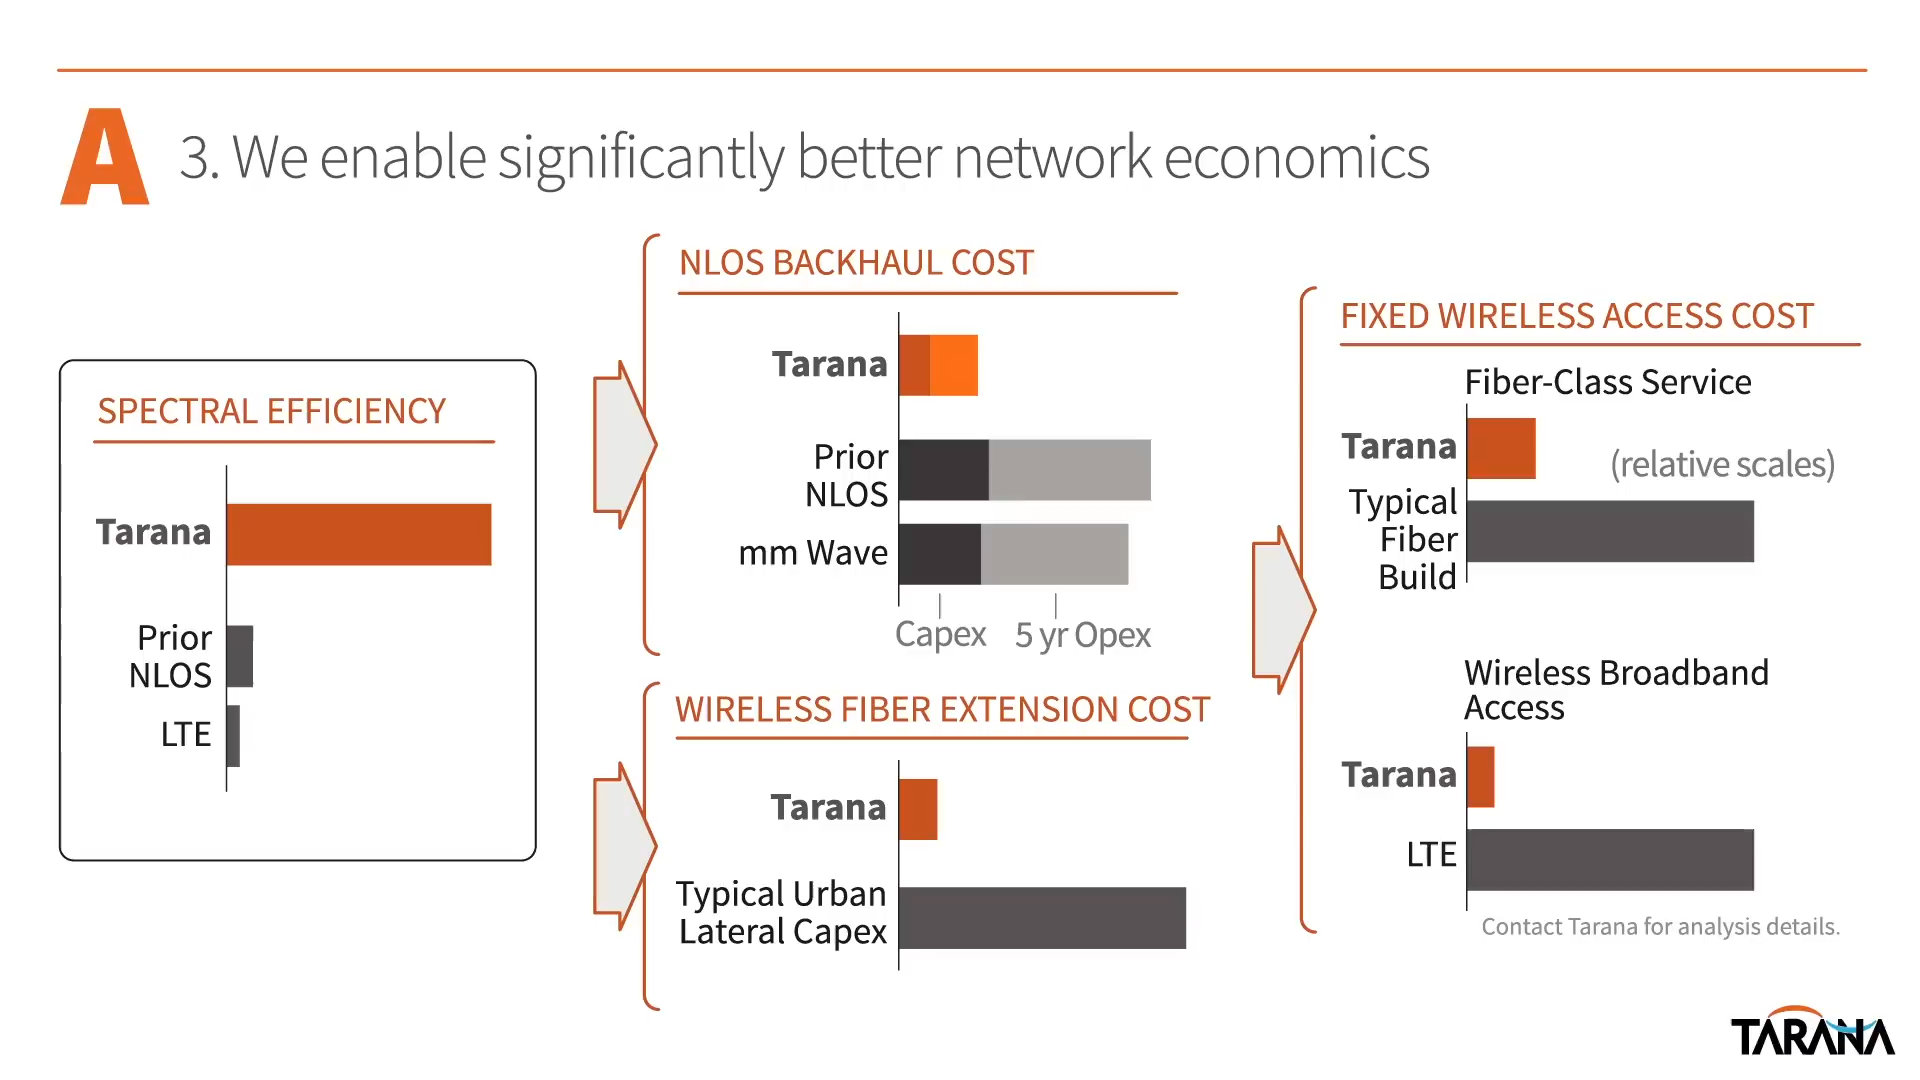 A
3. We enable significantly better network economics
SPECTRAL EFFICIENCY
Tarana
Prior
NLOS
LTE
NLOS BACKHAUL COST
Tarana
Prior
NLOS
mm Wave
Capex 5 yr Opex
WIRELESS FIBER EXTENSION COST
Tarana
Typical Urban
Lateral Capex
FIXED WIRELESS ACCESS COST
Fiber-Class Service
Tarana
(relative scales)
Typical
Fiber
Build
Wireless Broadband
Access
Tarana
LTE
Contact Tarana for analysis details.
TARANA